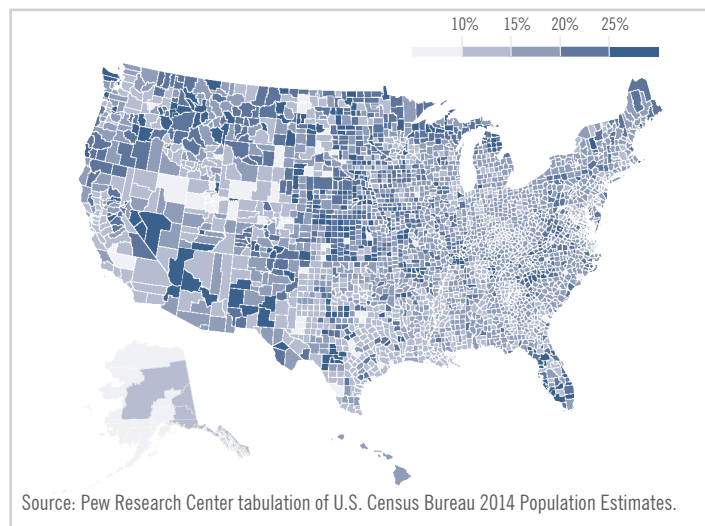 10% 15% 20% 25%
Source: Pew Research Center tabulation of U.S. Census Bureau 2014 Population Estimates.